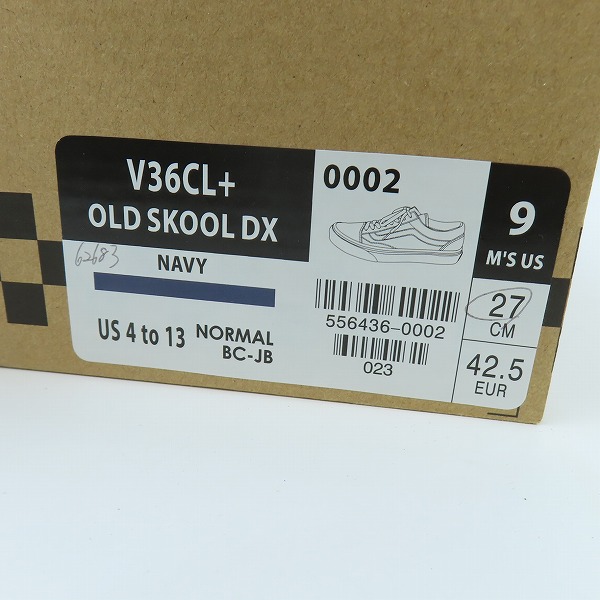 V36CL+
OLD SKOOL DX
62683
NAVY
US 4 to 13
NORMAL
BC-JB
0002
556436-0002
023
9
M'S US
27
CM
42.5
EUR